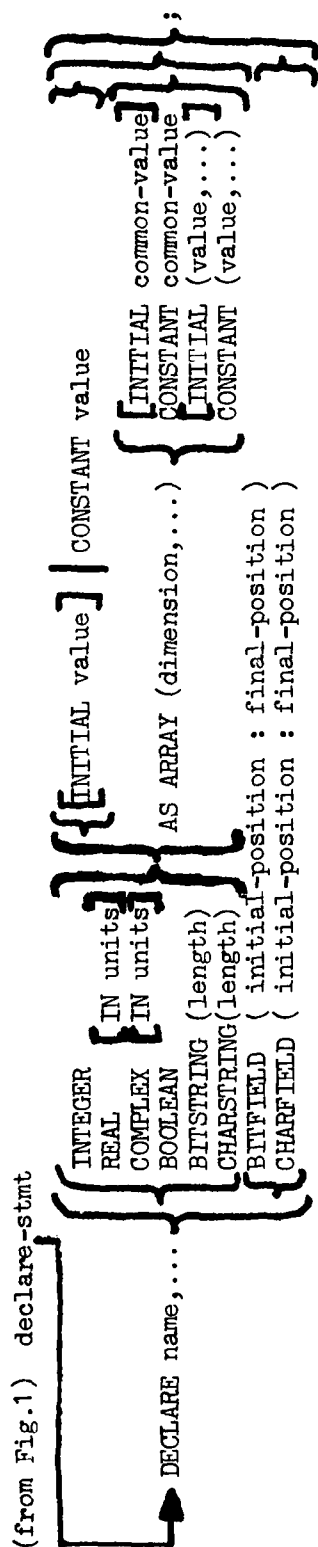 (from Fig.1) declare-stmt
DECLARE name,...
INTEGER
REAL [IN units]
COMPLEX [IN units]
BOOLEAN
BITSTRING (length)
CHARSTRING(length)
BITFIELD ( initial-position : final-position )
CHARFIELD ( initial-position : final-position )
{[INITIAL value] | CONSTANT value
AS ARRAY (dimension,...)
[INITIAL common-value]
CONSTANT common-value
[INITIAL (value,...)]
CONSTANT (value,...)
;